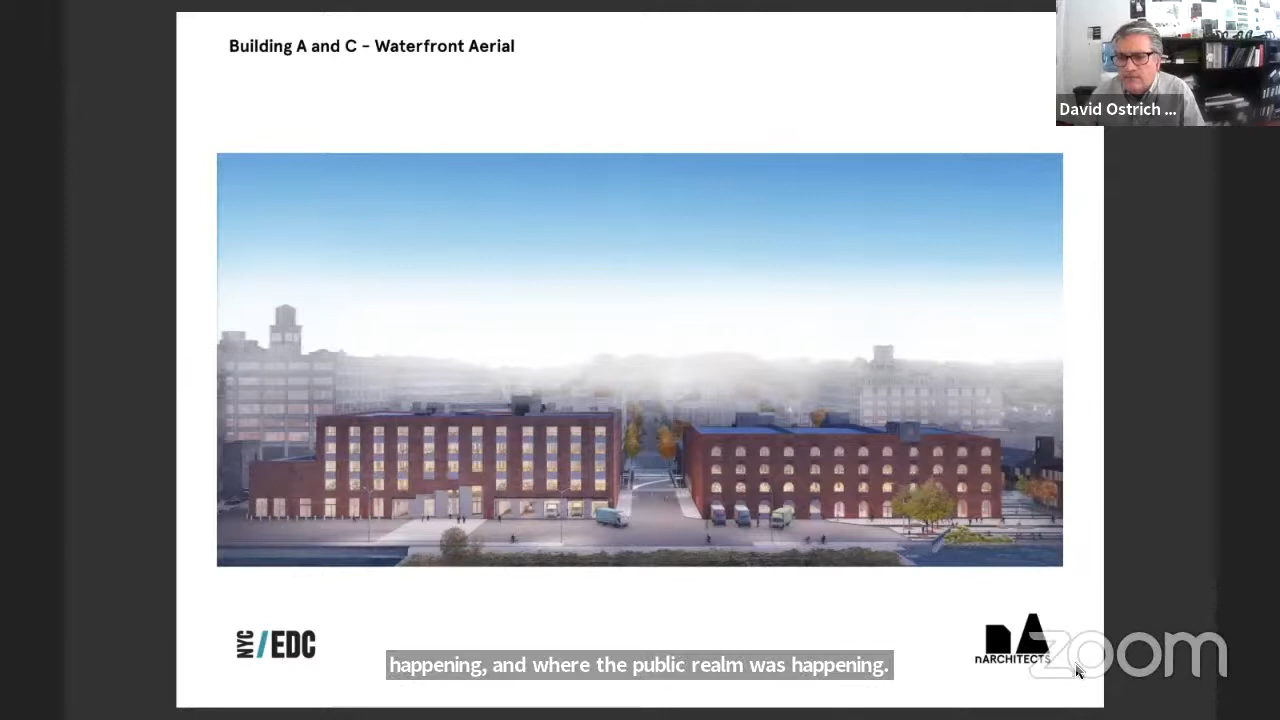 Building A and C – Waterfront Aerial
David Ostrich ...
NYC / EDC
nARCHITECTS
happening, and where the public realm was happening.
zoom